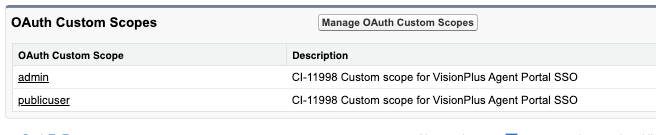 OAuth Custom Scopes
Manage OAuth Custom Scopes
OAuth Custom Scope Description
admin CI-11998 Custom scope for VisionPlus Agent Portal SSO
publicuser CI-11998 Custom scope for VisionPlus Agent Portal SSO